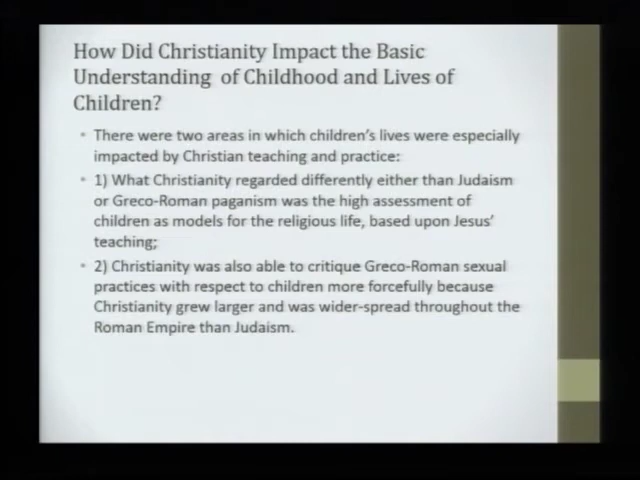 How Did Christianity Impact the Basic
Understanding of Childhood and Lives of
Children?
• There were two areas in which children's lives were especially
impacted by Christian teaching and practice:
• 1) What Christianity regarded differently either than Judaism
or Greco-Roman paganism was the high assessment of
children as models for the religious life, based upon Jesus'
teaching;
• 2) Christianity was also able to critique Greco-Roman sexual
practices with respect to children more forcefully because
Christianity grew larger and was wider-spread throughout the
Roman Empire than Judaism.